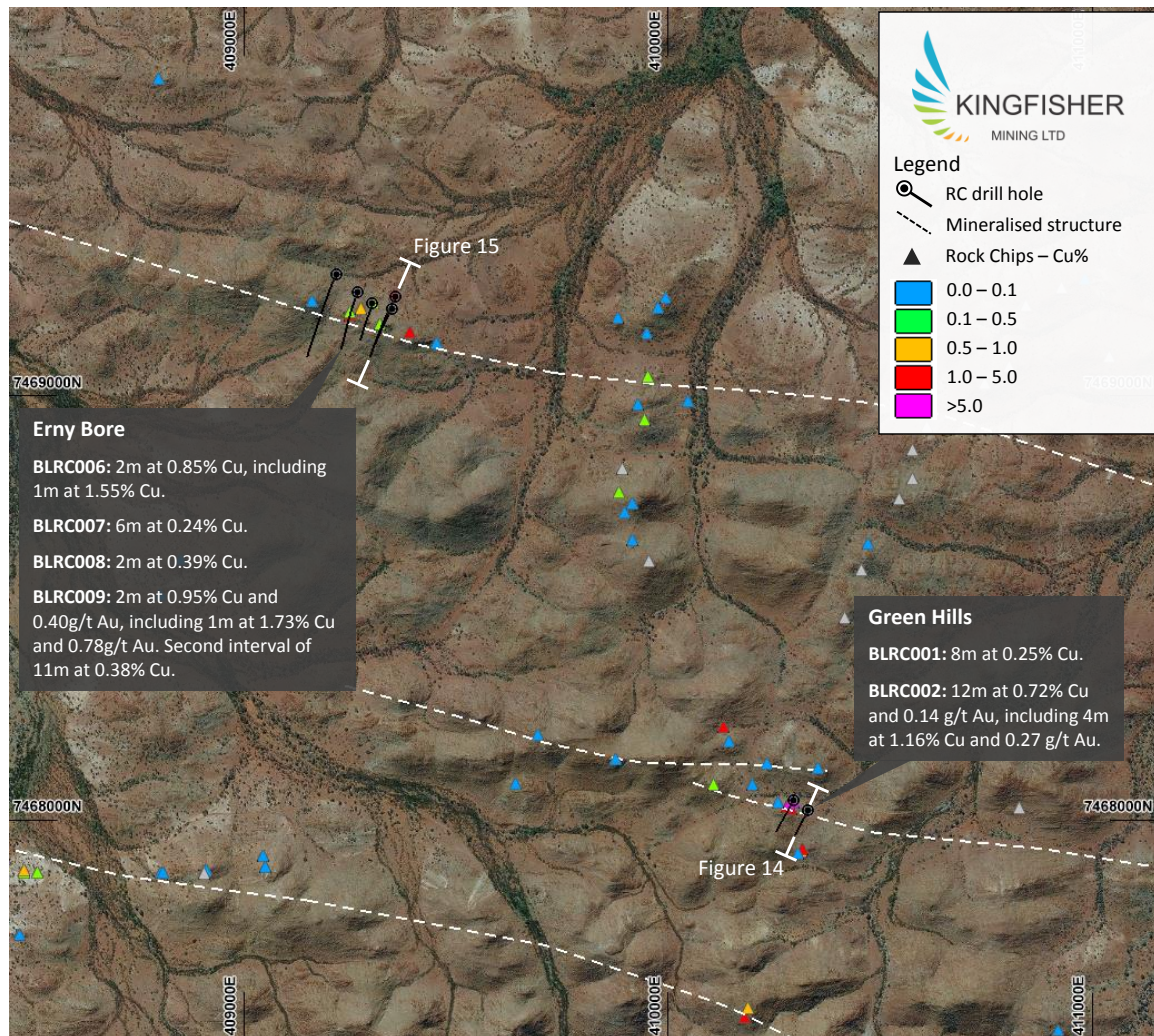 409000E
410000E
411000E
KINGFISHER
MINING LTD
Legend
RC drill hole
Mineralised structure
Rock Chips – Cu%
0.0 – 0.1
0.1 – 0.5
0.5 – 1.0
1.0 – 5.0
>5.0
Figure 15
7469000N
7469000N
Erny Bore
BLRC006: 2m at 0.85% Cu, including
1m at 1.55% Cu.
BLRC007: 6m at 0.24% Cu.
BLRC008: 2m at 0.39% Cu.
BLRC009: 2m at 0.95% Cu and
0.40g/t Au, including 1m at 1.73% Cu
and 0.78g/t Au. Second interval of
11m at 0.38% Cu.
Green Hills
BLRC001: 8m at 0.25% Cu.
BLRC002: 12m at 0.72% Cu
and 0.14 g/t Au, including 4m
at 1.16% Cu and 0.27 g/t Au.
7468000N
7468000N
Figure 14
409000E
410000E
411000E